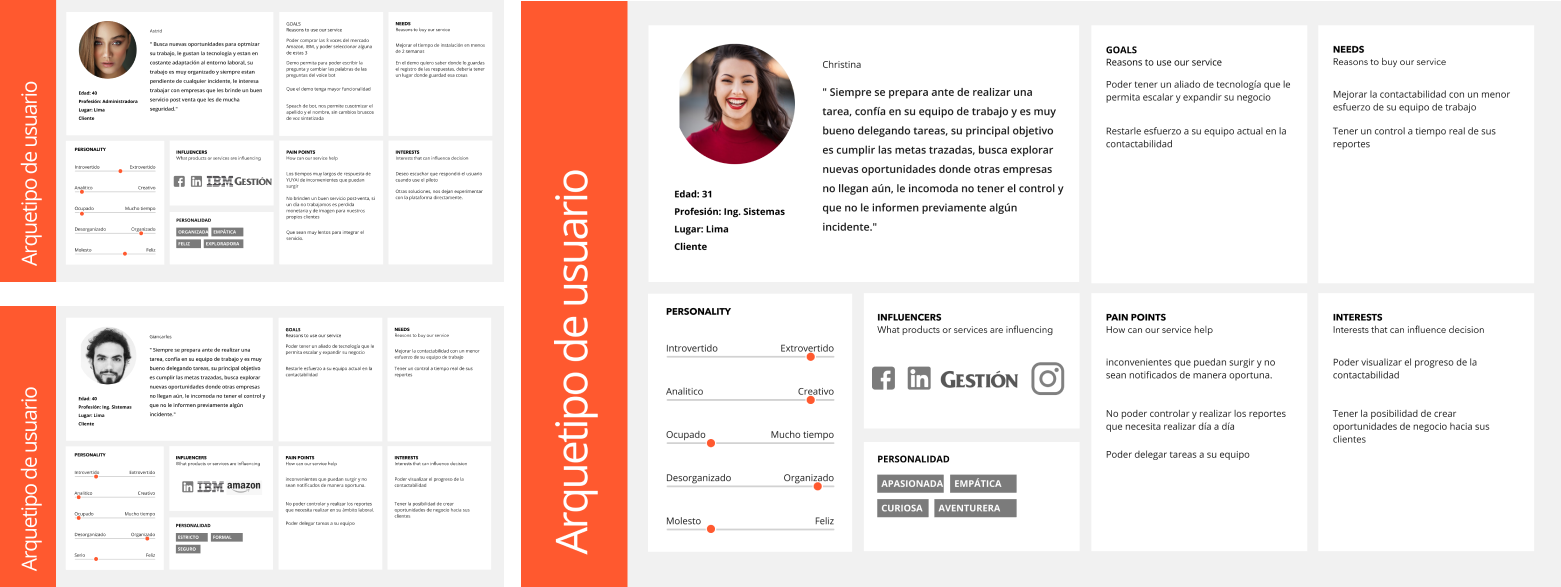 Arquetipo de usuario
Astrid
" Busca nuevas oportunidades para optmizar
su trabajo, le gustan la tecnología y estan en
costante adaptación al entorno laboral, su
trabajo es muy organizado y siempre estan
pendiente de cualquier incidente, le interesa
trabajar con empresas que les brinde un buen
servicio post venta que les de mucha
seguridad."
Edad: 40
Profesión: Administradora
Lugar: Lima
Cliente
GOALS
Reasons to use our service
Poder comprar las 3 voces del mercado
Amazon, IBM, y poder seleccionar alguna
de estas 3
Demo permita para poder escribir la
pregunta y cambiar las palabras de las
preguntas del voice bot
Que el demo tenga mayor funcionalidad
Speach de bot, nos permita customizar el
apellido y el nombre, sin cambios bruscos
de voz sintetizada
NEEDS
Reasons to buy our service
Mejorar el tiempo de instalación en menos
de 2 semanas
En el demo quiero saber donde lo guardas
el registro de las respuestas, debería tener
un lugar donde guardad esa cosas
PERSONALITY
Introvertido Extrovertido
Analitico Creativo
Ocupado Mucho tiempo
Desorganizado Organizado
Molesto Feliz
INFLUENCERS
What products or services are influencing
f in IBM GESTIÓN
PERSONALIDAD
ORGANIZADA EMPÁTICA
FELIZ EXPLORADORA
PAIN POINTS
How can our service help
Los tiempos muy largos de respuesta de
YUYAI de inconvenientes que puedan
surgir
No brinden un buen servicio post-venta, si
un día no trabajamos es perdida
monetaria y de imagen para nuestros
propios clientes
Que sean muy lentos para integrar el
servicio.
INTERESTS
Interests that can influence decision
Deseo escuchar que respondió el usuario
cuando use el piloto
Otras soluciones, nos dejan experimentar
con la plataforma directamente.
Arquetipo de usuario
Giancarlos
" Siempre se prepara ante de realizar una
tarea, confía en su equipo de trabajo y es muy
bueno delegando tareas, su principal objetivo
es cumplir las metas trazadas, busca explorar
nuevas oportunidades donde otras empresas
no llegan aún, le incomoda no tener el control y
que no le informen previamente algún
incidente."
Edad: 40
Profesión: Ing. Sistemas
Lugar: Lima
Cliente
GOALS
Reasons to use our service
Poder tener un aliado de tecnología que le
permita escalar y expandir su negocio
Restarle esfuerzo a su equipo actual en la
contactabilidad
NEEDS
Reasons to buy our service
Mejorar la contactabilidad con un menor
esfuerzo de su equipo de trabajo
Tener un control a tiempo real de sus
reportes
PERSONALITY
Introvertido Extrovertido
Analitico Creativo
Ocupado Mucho tiempo
Desorganizado Organizado
Serio Feliz
INFLUENCERS
What products or services are influencing
in IBM amazon
PERSONALIDAD
ESTRICTO FORMAL
SEGURO
PAIN POINTS
How can our service help
inconvenientes que puedan surgir y no
sean notificados de manera oportuna.
No poder controlar y realizar los reportes
que necesita realizar en su ámbito laboral.
Poder delegar tareas a su equipo
INTERESTS
Interests that can influence decision
Poder visualizar el progreso de la
contactabilidad
Tener la posibilidad de crear
oportunidades de negocio hacia sus
clientes
Arquetipo de usuario
Christina
" Siempre se prepara ante de realizar una
tarea, confía en su equipo de trabajo y es muy
bueno delegando tareas, su principal objetivo
es cumplir las metas trazadas, busca explorar
nuevas oportunidades donde otras empresas
no llegan aún, le incomoda no tener el control y
que no le informen previamente algún
incidente."
Edad: 31
Profesión: Ing. Sistemas
Lugar: Lima
Cliente
GOALS
Reasons to use our service
Poder tener un aliado de tecnología que le
permita escalar y expandir su negocio
Restarle esfuerzo a su equipo actual en la
contactabilidad
NEEDS
Reasons to buy our service
Mejorar la contactabilidad con un menor
esfuerzo de su equipo de trabajo
Tener un control a tiempo real de sus
reportes
PERSONALITY
Introvertido Extrovertido
Analitico Creativo
Ocupado Mucho tiempo
Desorganizado Organizado
Molesto Feliz
INFLUENCERS
What products or services are influencing
f in GESTIÓN
PERSONALIDAD
APASIONADA EMPÁTICA
CURIOSA AVENTURERA
PAIN POINTS
How can our service help
inconvenientes que puedan surgir y no
sean notificados de manera oportuna.
No poder controlar y realizar los reportes
que necesita realizar día a día
Poder delegar tareas a su equipo
INTERESTS
Interests that can influence decision
Poder visualizar el progreso de la
contactabilidad
Tener la posibilidad de crear
oportunidades de negocio hacia sus
clientes